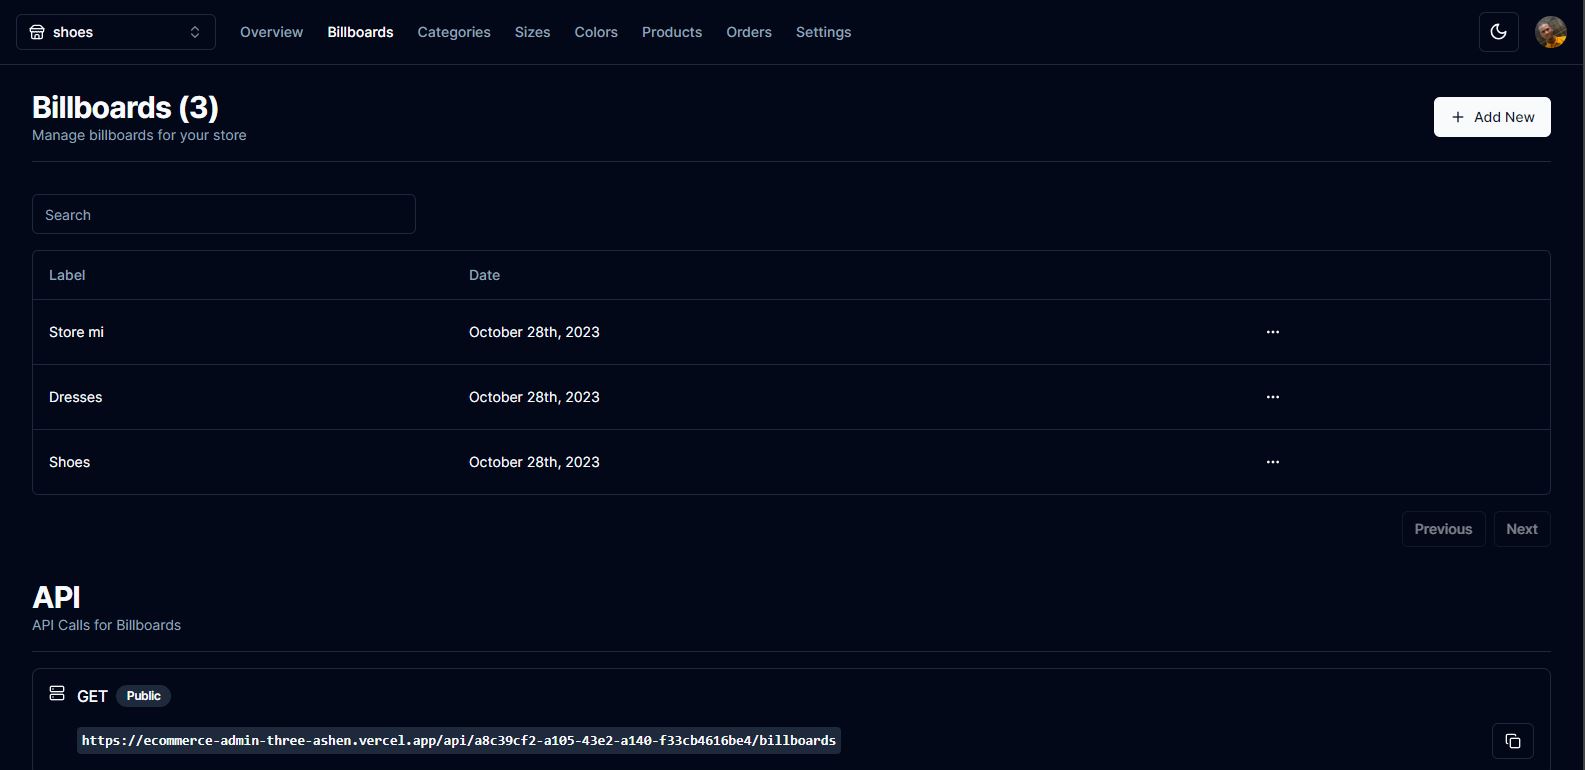 shoes Overview Billboards Categories Sizes Colors Products Orders Settings
Billboards (3)
Manage billboards for your store
+ Add New
Search
Label Date
Store mi October 28th, 2023 ...
Dresses October 28th, 2023 ...
Shoes October 28th, 2023 ...
Previous Next
API
API Calls for Billboards
GET Public
https://ecommerce-admin-three-ashen.vercel.app/api/a8c39cf2-a105-43e2-a140-f33cb4616be4/billboards